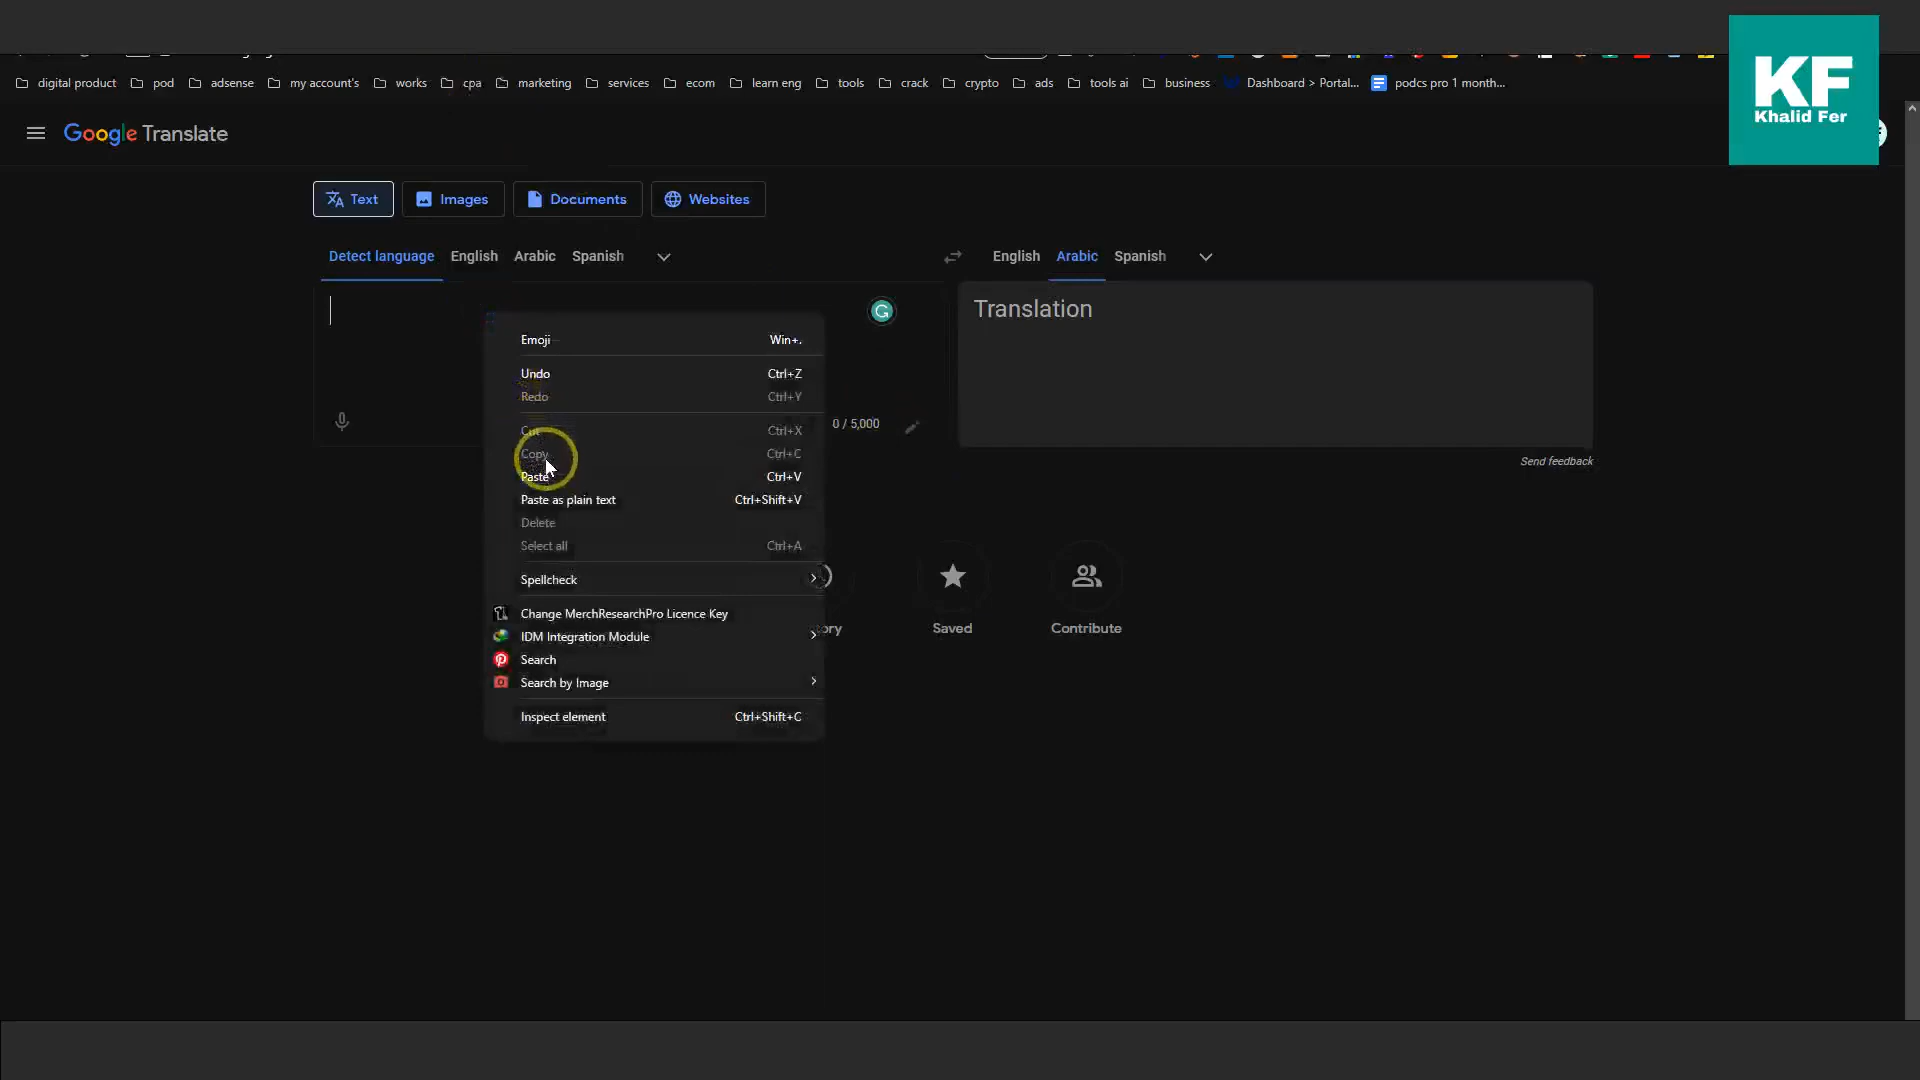 KF
Khalid Fer
digital product pod adsense my account's works cpa marketing services ecom learn eng tools crack crypto ads tools ai business Dashboard > Portal... podcs pro 1 month...
Google Translate
Text Images Documents Websites
Detect language English Arabic Spanish English Arabic Spanish
Translation
Emoji Win+.
Undo Ctrl+Z
Redo Ctrl+Y
Cut Ctrl+X
0 / 5,000
Copy Ctrl+C
Send feedback
Paste Ctrl+V
Paste as plain text Ctrl+Shift+V
Delete
Select all Ctrl+A
Spellcheck
Change MerchResearchPro Licence Key
IDM Integration Module
tory Saved Contribute
Search
Search by Image
Inspect element Ctrl+Shift+C